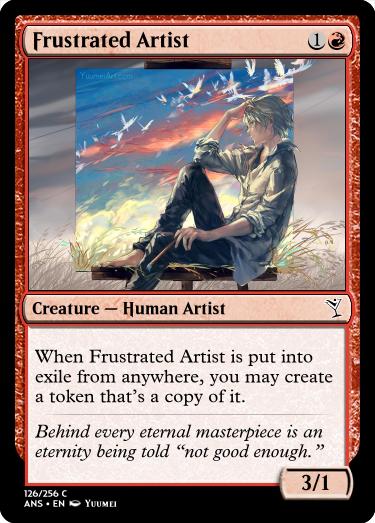 Frustrated Artist 1
YuumeiArt.com
Creature — Human Artist
When Frustrated Artist is put into
exile from anywhere, you may create
a token that's a copy of it.
Behind every eternal masterpiece is an
eternity being told “not good enough.”
3/1
126/256 C
ANS • EN Yuumei